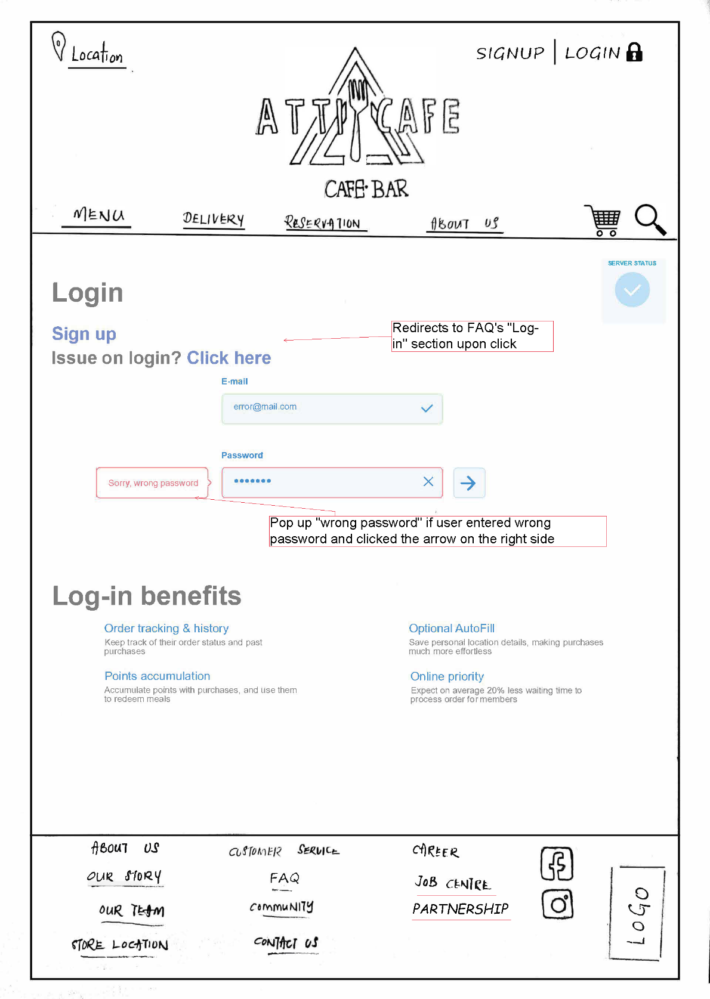 Location
SIGNUP | LOGIN
ATTIC CAFE
CAFE·BAR
MENU
DELIVERY
RESERVATION
ABOUT US
SERVER STATUS
Login
Sign up
Redirects to FAQ's "Log-
in" section upon click
Issue on login? Click here
E-mail
error@mail.com
Password
Sorry, wrong password
Pop up "wrong password" if user entered wrong
password and clicked the arrow on the right side
Log-in benefits
Order tracking & history
Keep track of their order status and past
purchases
Optional AutoFill
Save personal location details, making purchases
much more effortless
Points accumulation
Accumulate points with purchases, and use them
to redeem meals
Online priority
Expect on average 20% less waiting time to
process order for members
ABOUT US
OUR STORY
OUR TEAM
STORE LOCATION
CUSTOMER SERVICE
FAQ
COMMUNITY
CONTACT US
CAREER
JOB CENTRE
PARTNERSHIP
LOGO